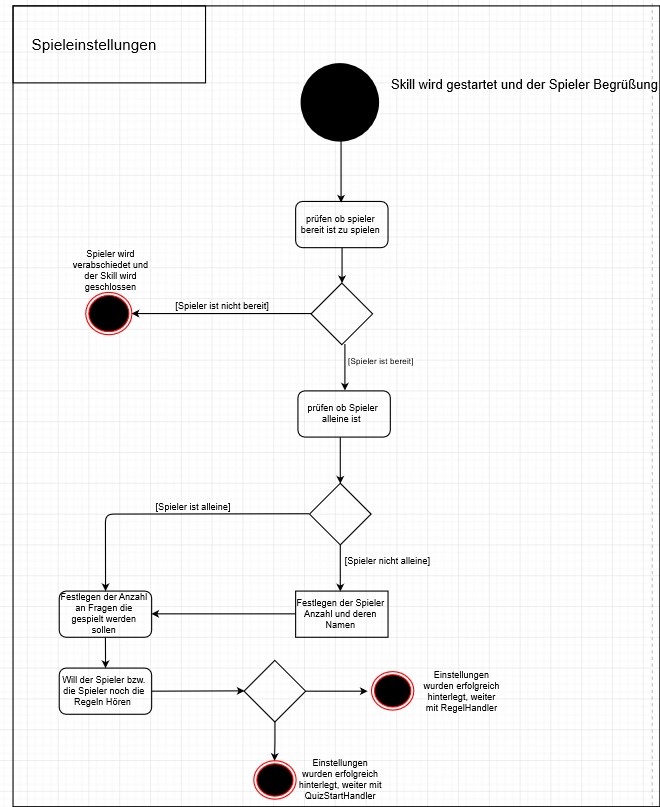 Spieleinstellungen
Skill wird gestartet und der Spieler Begrüßung
prüfen ob spieler
bereit ist zu spielen
Spieler wird
verabschiedet und
der Skill wird
geschlossen
[Spieler ist nicht bereit]
[Spieler ist bereit]
prüfen ob Spieler
alleine ist
[Spieler ist alleine]
[Spieler nicht alleine]
Festlegen der Anzahl
an Fragen die
gespielt werden
sollen
Festlegen der Spieler
Anzahl und deren
Namen
Will der Spieler bzw.
die Spieler noch die
Regeln Hören
Einstellungen
wurden erfolgreich
hinterlegt, weiter
mit RegelHandler
Einstellungen
wurden erfolgreich
hinterlegt, weiter mit
QuizStartHandler